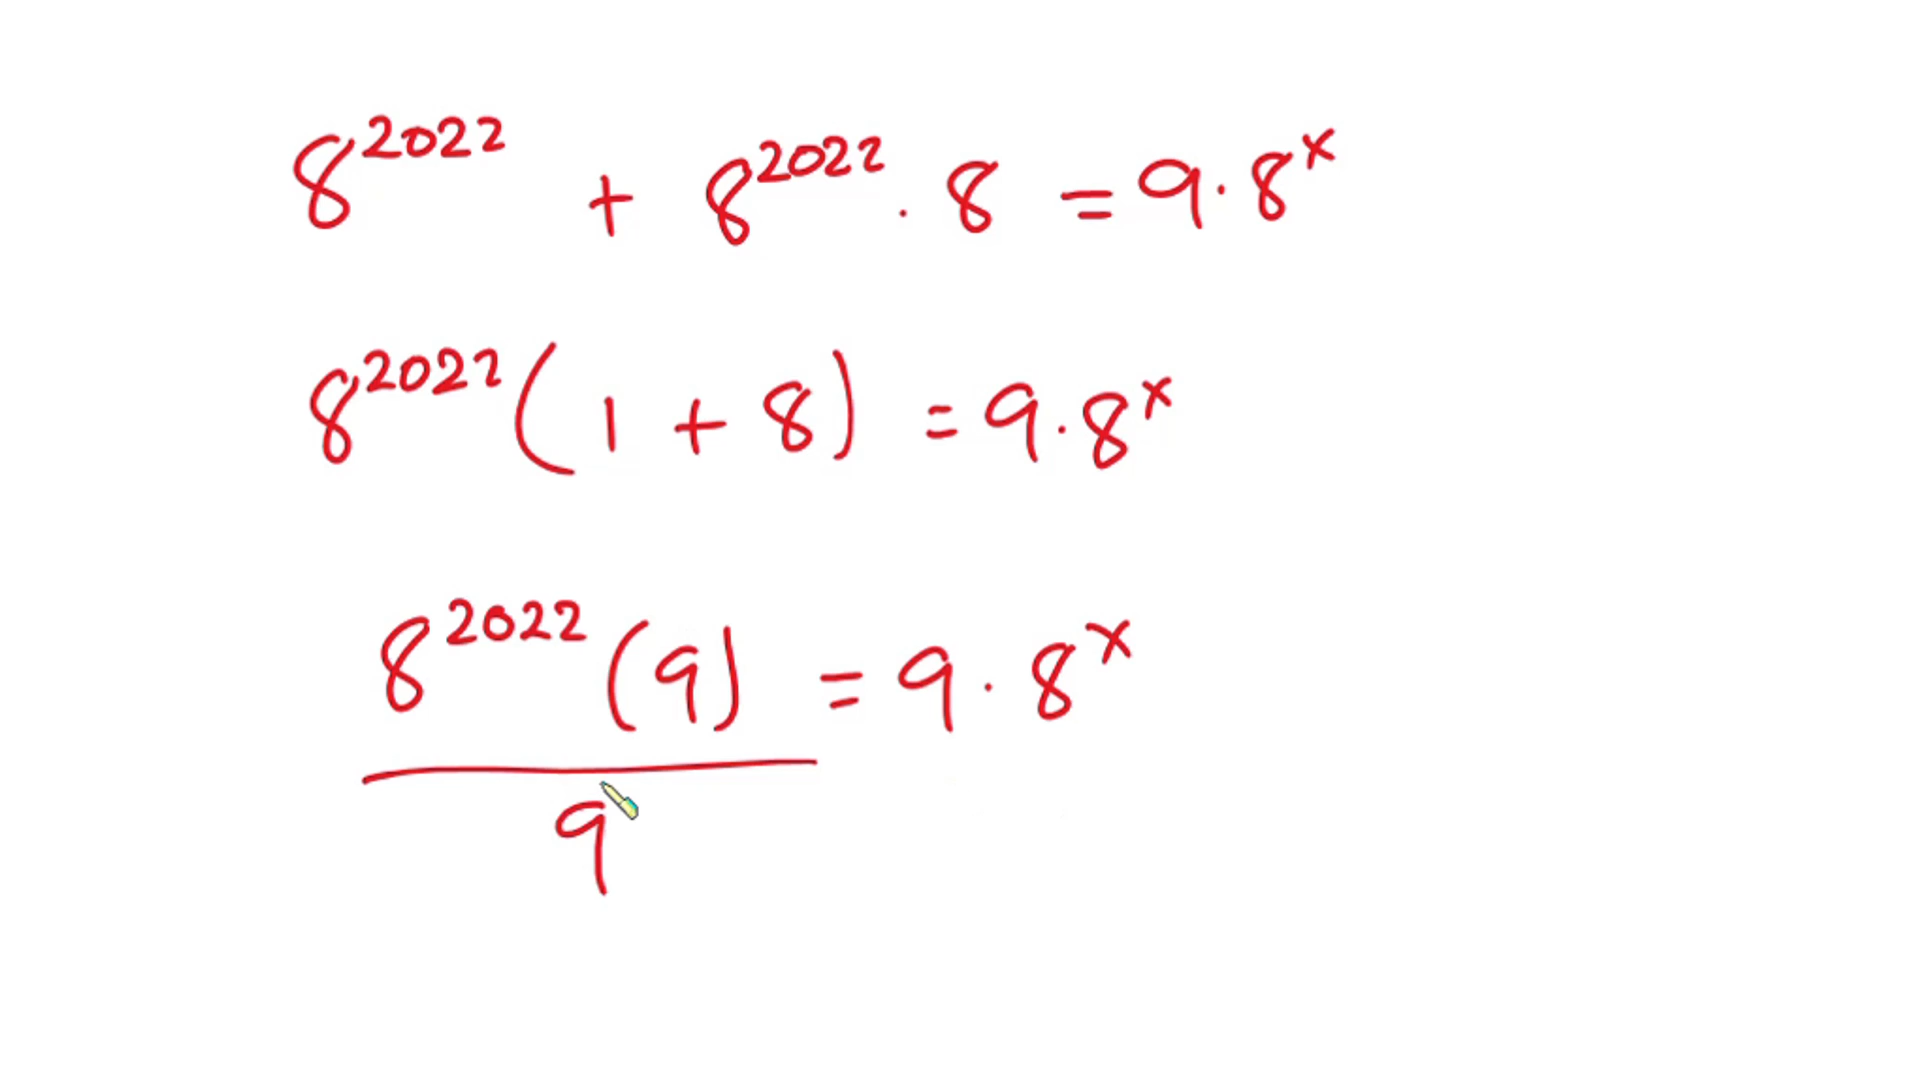 8^2022 + 8^2022 . 8 = 9 . 8^x
8^2022 (1 + 8) = 9 . 8^x
8^2022 (9) = 9 . 8^x
9